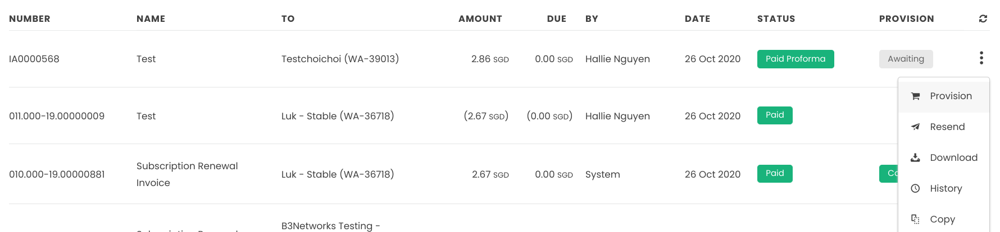 NUMBER NAME TO AMOUNT DUE BY DATE STATUS PROVISION
IA0000568 Test Testchoichoi (WA-39013) 2.86 SGD 0.00 SGD Hallie Nguyen 26 Oct 2020 Paid Proforma Awaiting
Provision
011.000-19.00000009 Test Luk - Stable (WA-36718) (2.67 SGD) (0.00 SGD) Hallie Nguyen 26 Oct 2020 Paid
Resend
Download
010.000-19.00000881 Subscription Renewal Luk - Stable (WA-36718) 2.67 SGD 0.00 SGD System 26 Oct 2020 Paid
Invoice
History
Copy
B3Networks Testing -